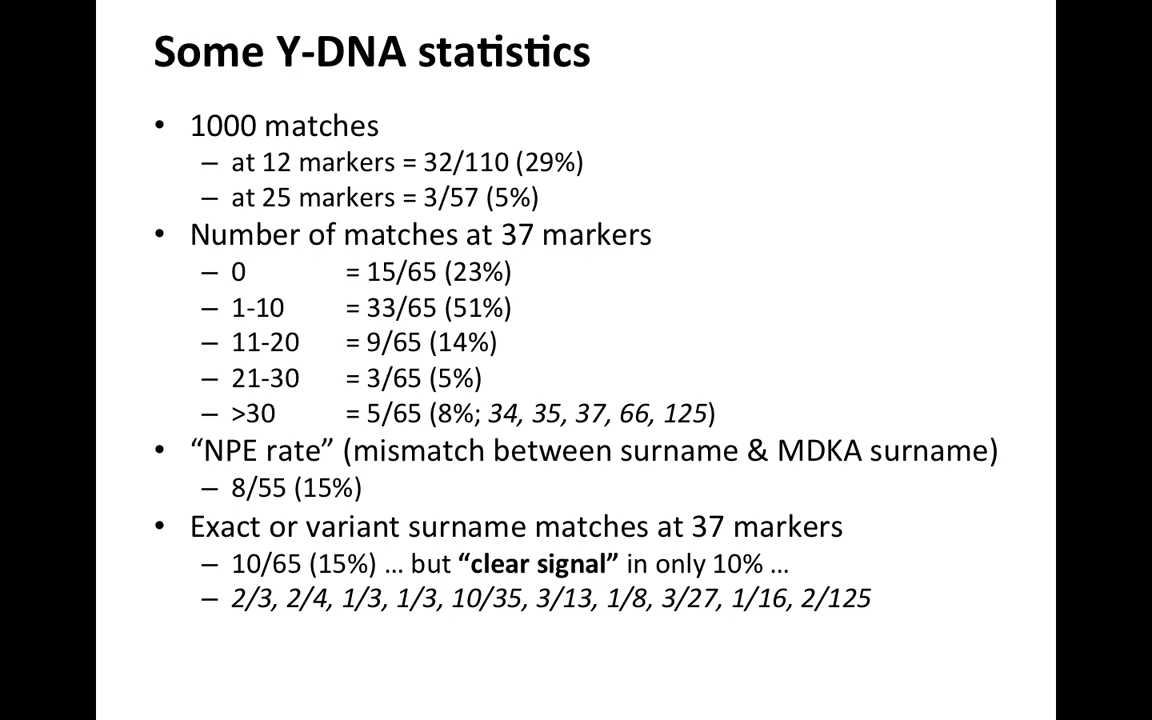 Some Y-DNA statistics
• 1000 matches
– at 12 markers = 32/110 (29%)
– at 25 markers = 3/57 (5%)
• Number of matches at 37 markers
– 0 = 15/65 (23%)
– 1-10 = 33/65 (51%)
– 11-20 = 9/65 (14%)
– 21-30 = 3/65 (5%)
– >30 = 5/65 (8%; 34, 35, 37, 66, 125)
• “NPE rate” (mismatch between surname & MDKA surname)
– 8/55 (15%)
• Exact or variant surname matches at 37 markers
– 10/65 (15%) … but “clear signal” in only 10% …
– 2/3, 2/4, 1/3, 1/3, 10/35, 3/13, 1/8, 3/27, 1/16, 2/125